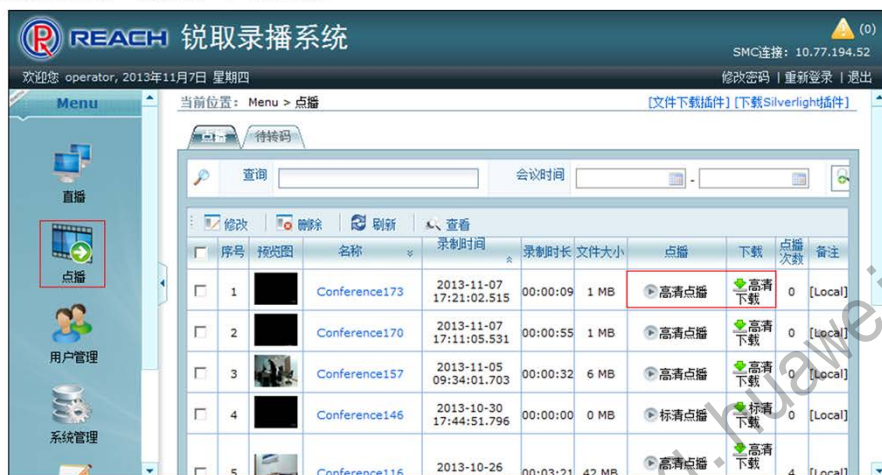 REACH 锐取录播系统
(0)
SMC连接: 10.77.194.52
欢迎您 operator, 2013年11月7日 星期四
修改密码 | 重新登录 | 退出
Menu
当前位置: Menu > 点播
[文件下载插件] [下载Silverlight插件]
点播
待转码
查询
会议时间
-
修改
删除
刷新
查看
序号 预览图 名称 录制时间 录制时长 文件大小 点播 下载 点播次数 备注
1 Conference173 2013-11-07 17:21:02.515 00:00:09 1 MB 高清点播 高清下载 0 [Local]
2 Conference170 2013-11-07 17:11:05.531 00:00:55 1 MB 高清点播 高清下载 0 [Local]
3 Conference157 2013-11-05 09:34:01.703 00:00:32 6 MB 高清点播 高清下载 0 [Local]
4 Conference146 2013-10-30 17:44:51.796 00:00:00 0 MB 标清点播 标清下载 0 [Local]
5 Conference116 2013-10-26 00:03:21 42 MB 高清点播 高清下载 4 [Local]
直播
点播
用户管理
系统管理
.huawei.